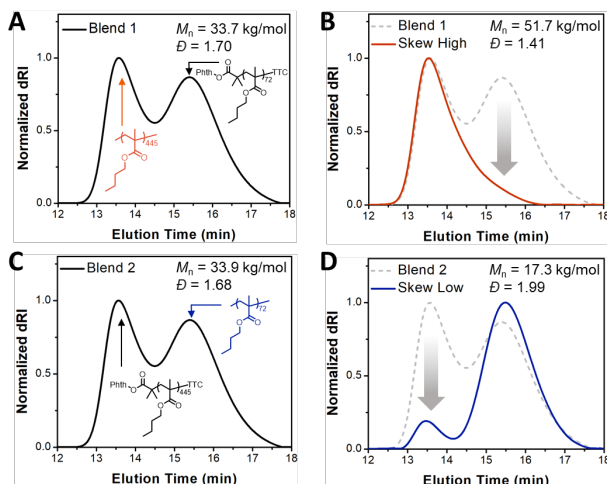 A
Blend 1
Mn = 33.7 kg/mol
Đ = 1.70
Phth
O
O
72
TTC
O
O
445
O
O
Normalized dRI
1.0
0.5
0.0
12 13 14 15 16 17 18
Elution Time (min)
B
Blend 1
Skew High
Mn = 51.7 kg/mol
Đ = 1.41
Normalized dRI
1.0
0.5
0.0
12 13 14 15 16 17 18
Elution Time (min)
C
Blend 2
Mn = 33.9 kg/mol
Đ = 1.68
72
O
O
Phth
O
O
445
TTC
O
O
Normalized dRI
1.0
0.5
0.0
12 13 14 15 16 17 18
Elution Time (min)
D
Blend 2
Skew Low
Mn = 17.3 kg/mol
Đ = 1.99
Normalized dRI
1.0
0.5
0.0
12 13 14 15 16 17 18
Elution Time (min)